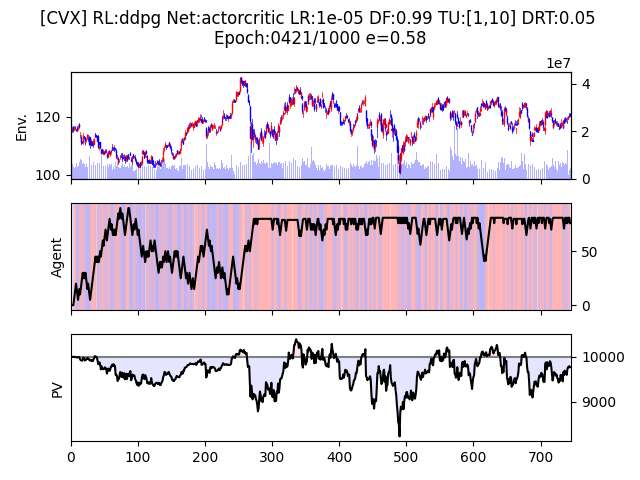 [CVX] RL:ddpg Net:actorcritic LR:1e-05 DF:0.99 TU:[1,10] DRT:0.05
Epoch:0421/1000 e=0.58
1e7
Env.
120
100
4
2
0
Agent
50
0
PV
10000
9000
0 100 200 300 400 500 600 700